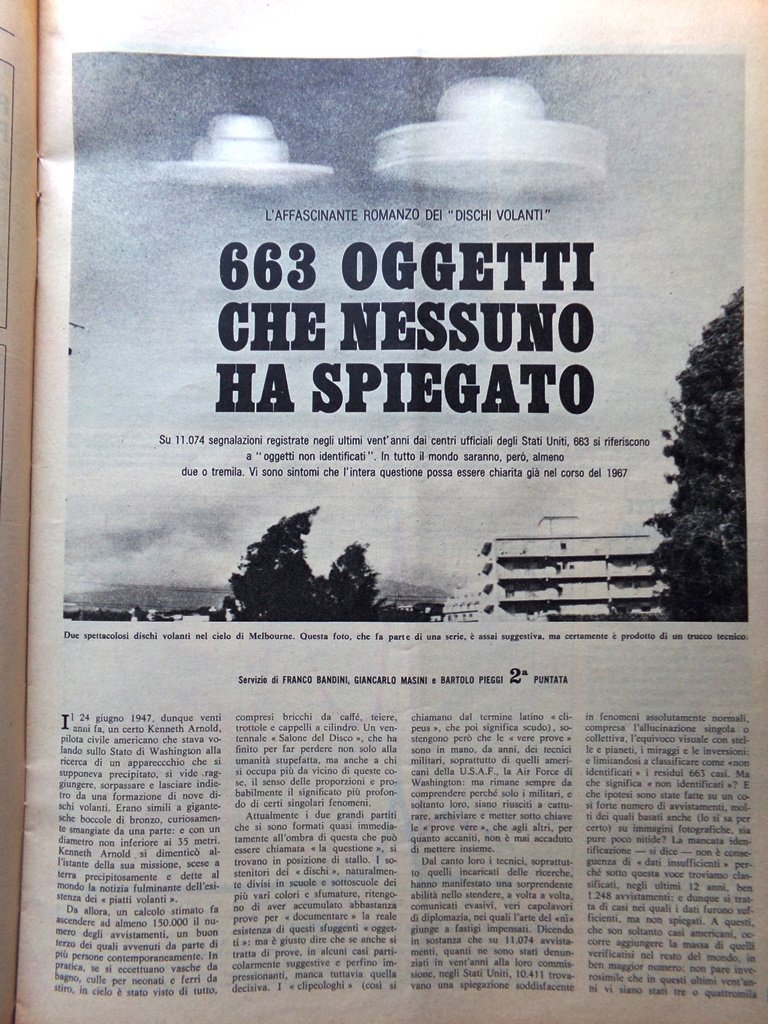 L'AFFASCINANTE ROMANZO DEI "DISCHI VOLANTI"
663 OGGETTI
CHE NESSUNO
HA SPIEGATO
Su 11.074 segnalazioni registrate negli ultimi vent'anni dai centri ufficiali degli Stati Uniti, 663 si riferiscono
a "oggetti non identificati". In tutto il mondo saranno, però, almeno
due o tremila. Vi sono sintomi che l'intera questione possa essere chiarita già nel corso del 1967
Due spettacolosi dischi volanti nel cielo di Melbourne. Questa foto, che fa parte di una serie, è assai suggestiva, ma certamente è prodotto di un trucco tecnico.
Servizio di FRANCO BANDINI, GIANCARLO MASINI e BARTOLO PIEGGI 2ª PUNTATA
Il 24 giugno 1947, dunque venti
anni fa, un certo Kenneth Arnold,
pilota civile americano che stava vo-
lando sullo Stato di Washington alla
ricerca di un apparecccchio che si
supponeva precipitato, si vide rag-
giungere, sorpassare e lasciare indie-
tro da una formazione di nove di-
schi volanti. Erano simili a gigante-
sche boccole di bronzo, curiosamen-
te smangiate da una parte: e con un
diametro non inferiore ai 35 metri.
Kenneth Arnold si dimenticò al-
l'istante della sua missione, scese a
terra precipitosamente e dette al
mondo la notizia fulminante dell'esi-
stenza dei « piatti volanti ».
Da allora, un calcolo stimato fa
ascendere ad almeno 150.000 il nu-
mero degli avvistamenti, un buon
terzo dei quali avvenuti da parte di
più persone contemporaneamente. In
pratica, se si eccettuano vasche da
bagno, culle per neonati e ferri da
stiro, in cielo è stato visto di tutto,
compresi bricchi da caffé, teiere,
trottole e cappelli a cilindro. Un ven-
tennale « Salone del Disco », che ha
finito per far perdere non solo alla
umanità stupefatta, ma anche a chi
si occupa più da vicino di queste co-
se, il senso delle proporzioni e pro-
babilmente il significato più profon-
do di certi singolari fenomeni.
Attualmente i due grandi partiti
che si sono formati quasi immedia-
tamente all'ombra di questa che può
essere chiamata « la questione », si
trovano in posizione di stallo. I so-
stenitori dei « dischi », naturalmen-
te divisi in scuole e sottoscuole dei
più vari colori e sfumature, ritengo-
no di aver accumulato abbastanza
prove per « documentare » la reale
esistenza di questi sfuggenti « ogget-
ti »: ma è giusto dire che se anche si
tratta di prove, in alcuni casi parti-
colarmente suggestive e perfino im-
pressionanti, manca tuttavia quella
decisiva. I « clipeologhi » (così si
chiamano dal termine latino « cli-
peus », che poi significa scudo), so-
stengono però che le « vere prove »
sono in mano, da anni, dei tecnici
militari, soprattutto di quelli ameri-
cani della U.S.A.F., la Air Force di
Washington: ma rimane sempre da
comprendere perché solo i militari, e
soltanto loro, siano riusciti a cattu-
rare, archiviare e metter sotto chiave
le « prove vere », che agli altri, per
quanto accaniti, non è mai accaduto
di mettere insieme.
Dal canto loro i tecnici, soprattut-
to quelli incaricati delle ricerche,
hanno manifestato una sorprendente
abilità nello stendere, a volta a volta,
comunicati evasivi, veri capolavori
di diplomazia, nei quali l'arte del «ni»
giunge a fastigi impensati. Dicendo
in sostanza che su 11.074 avvista-
menti, quanti ne sono stati denun-
ziati in vent'anni alla loro commis-
sione, negli Stati Uniti, 10.411 trova-
vano una spiegazione soddisfacente
in fenomeni assolutamente normali,
compresa l'allucinazione singola o
collettiva, l'equivoco visuale con stel-
le e pianeti, i miraggi e le inversioni:
e limitandosi a classificare come «non
identificati » i residui 663 casi. Ma
che significa « non identificati »? E
che ipotesi sono state fatte su un co-
sì forte numero di avvistamenti, mol-
ti dei quali basati anche (lo si sa per
certo) su immagini fotografiche, sia
pure poco nitide? La mancata iden-
tificazione — si dice — non è conse-
guenza di « dati insufficienti » per-
ché sotto questa voce troviamo clas-
sificati, negli ultimi 12 anni, ben
1.248 avvistamenti: e dunque si trat-
ta di casi nei quali i dati furono suf-
ficienti, ma non spiegati. A questi,
che son soltanto casi americani, oc-
corre aggiungere la massa di quelli
verificatisi nel resto del mondo, in
ben maggior numero: non pare inve-
rosimile che in questi ultimi vent'an-
ni vi siano stati tre o quattromila